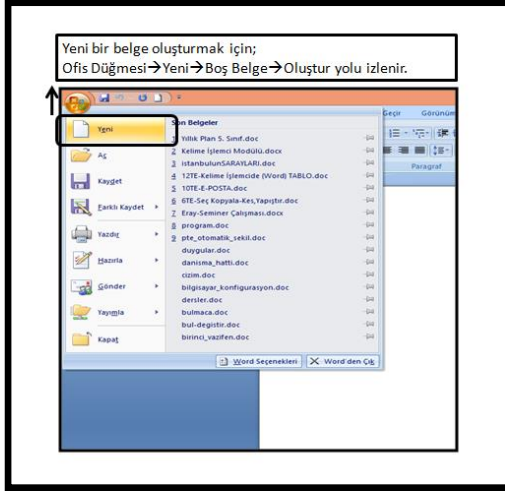 Yeni bir belge oluşturmak için;
Ofis Düğmesi→Yeni→Boş Belge→Oluştur yolu izlenir.
Geçir Görünüm
Yeni
Aç
Kaydet
Farklı Kaydet
Yazdır
Hazırla
Gönder
Yayımla
Kapat
Son Belgeler
1 Yıllık Plan 5. Sınıf.doc
2 Kelime İşlemci Modülü.docx
3 istanbulunSARAYLARI.doc
4 12TE-Kelime İşlemcide (Word) TABLO.doc
5 10TE-E-POSTA.doc
6 6TE-Seç Kopyala-Kes,Yapıştır.doc
7 Eray-Seminer Çalışması.docx
8 program.doc
9 pte_otomatik_sekil.doc
duygular.doc
danisma_hatti.doc
cizim.doc
bilgisayar_konfigurasyon.doc
dersler.doc
bulmaca.doc
bul-degistir.doc
birinci_vazifen.doc
Paragraf
Word Seçenekleri
Word'den Çık